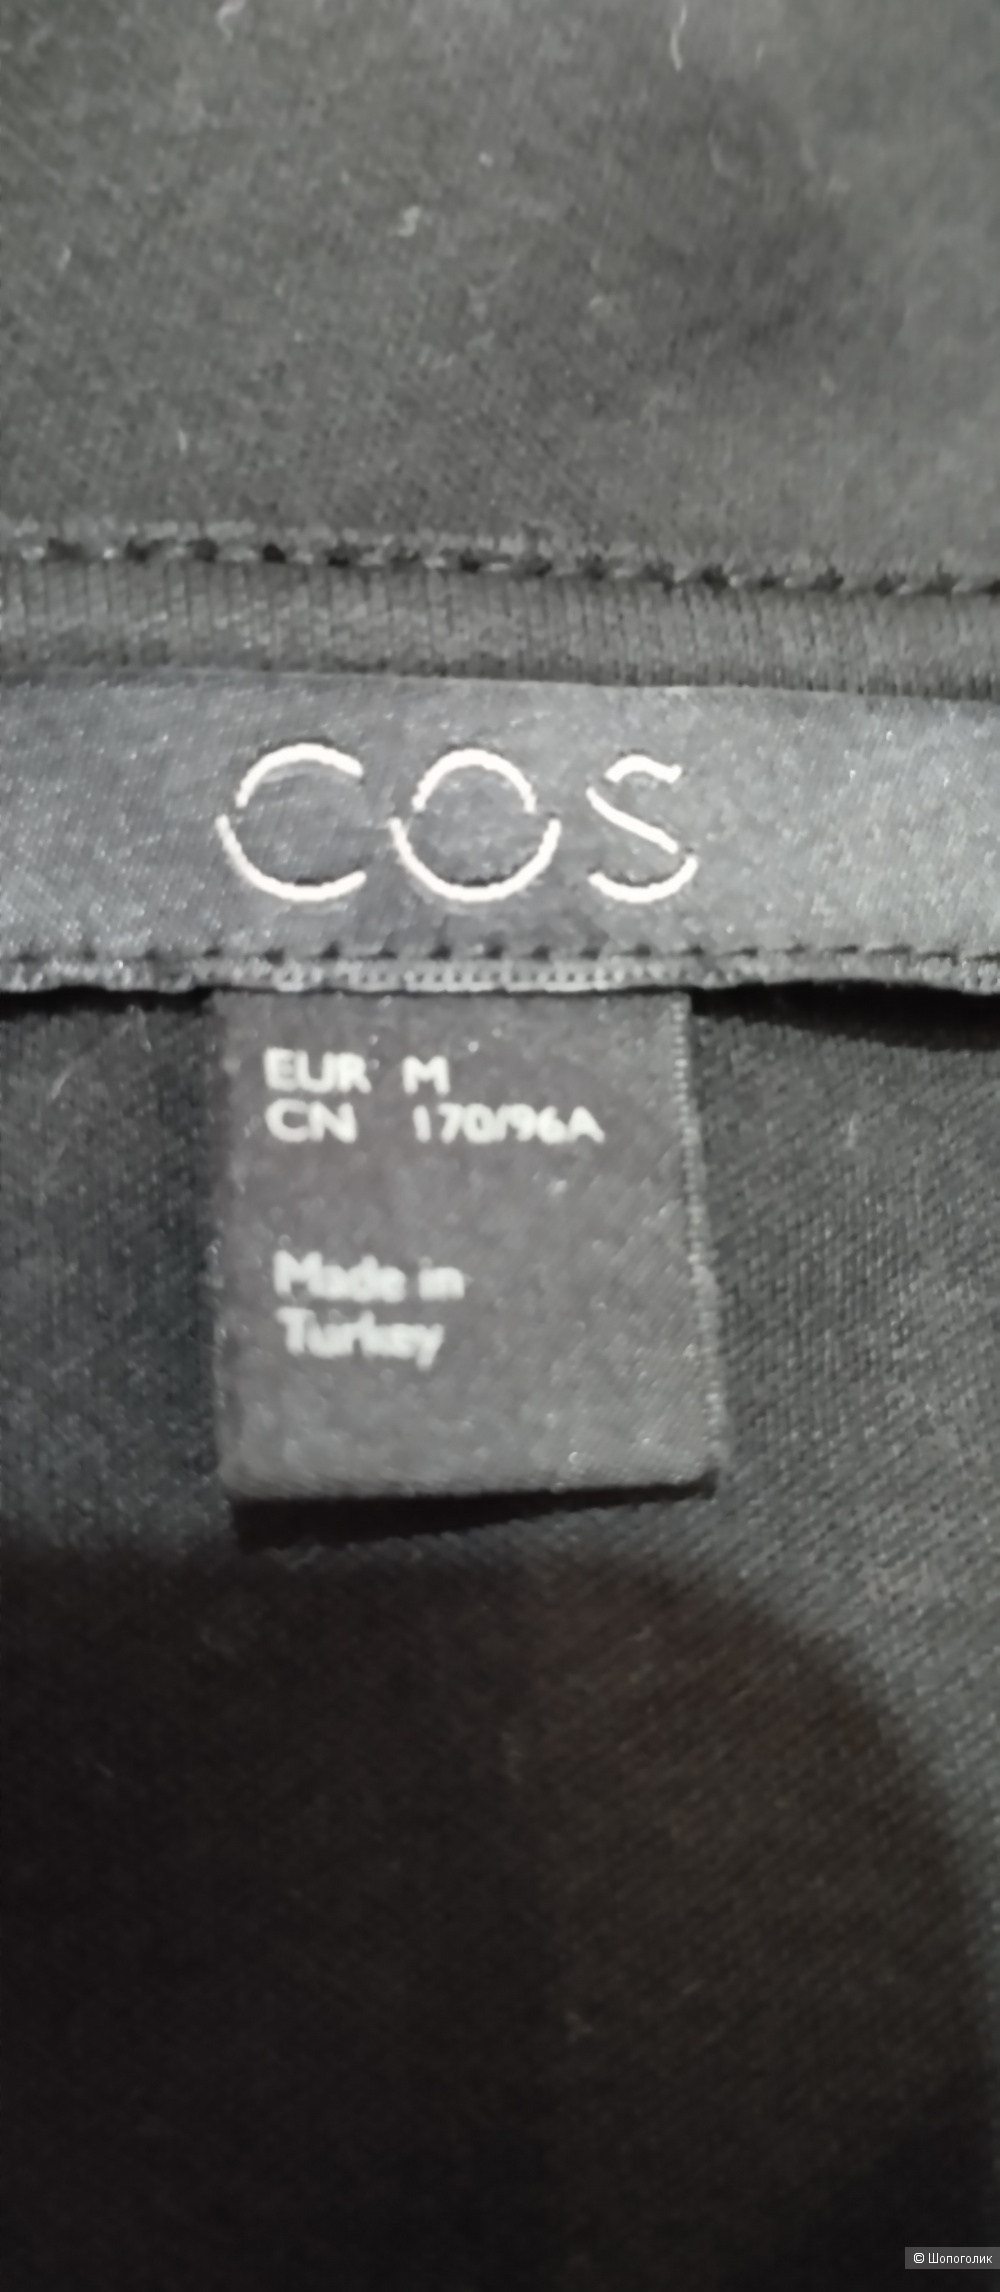 COS
EUR M
CN 170/96A
Made in
Turkey
© Шопоголик